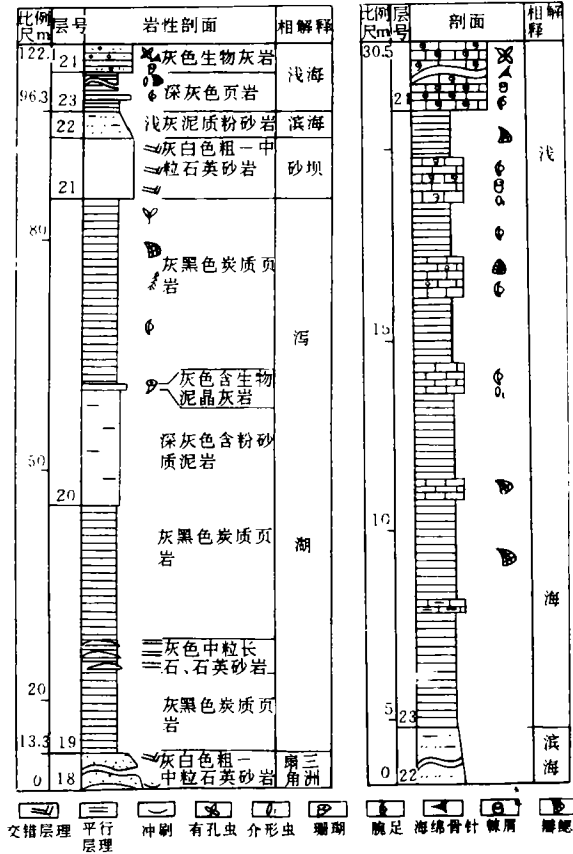 比例尺m 层号 岩性剖面 相解释
122.1 21 灰色生物灰岩 浅海
96.3 23 深灰色页岩
22 浅灰泥质粉砂岩 滨海
灰白色粗一中
21 粒石英砂岩 砂坝
80
灰黑色炭质页
岩
泻
灰色含生物
泥晶灰岩
深灰色含粉砂
质泥岩
50
20
灰黑色炭质页
岩
湖
灰色中粒长
石、石英砂岩
20
灰黑色炭质页
岩
13.3 19
灰白色粗一
中粒石英砂岩
扇三
角洲
0 18
比例尺m 层号 剖面 相解释
30.5
浅
15
10
海
5 23
滨
海
0 22
交错层理 平行层理 冲刷 有孔虫 介形虫 珊瑚 腕足 海绵骨针 棘屑 瓣鳃